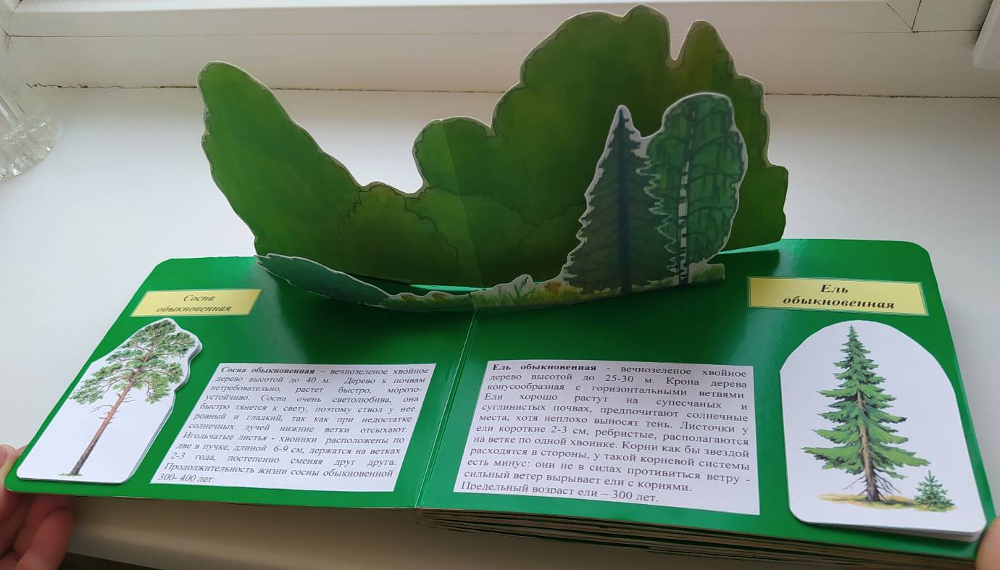 Сосна
обыкновенная
Сосна обыкновенная – вечнозеленое хвойное
дерево высотой до 40 м. Дерево к почвам
нетребовательно, растет быстро, морозо-
устойчиво. Сосна очень светолюбива, она
быстро тянется к свету, поэтому ствол у нее
ровный и гладкий, так как при недостатке
солнечных лучей нижние ветки отсыхают.
Игольчатые листья - хвоинки расположены по
две в пучке, длиной 6-9 см, держатся на ветках
2-3 года, постепенно сменяя друг друга.
Продолжительность жизни сосны обыкновенной
300- 400 лет.
Ель
обыкновенная
Ель обыкновенная - вечнозеленое хвойное
дерево высотой до 25-30 м. Крона дерева
конусообразная с горизонтальными ветвями.
Ели хорошо растут на супесчаных и
суглинистых почвах, предпочитают солнечные
места, хотя неплохо выносят тень. Листочки у
ели короткие 2-3 см, ребристые, располагаются
на ветке по одной хвоинке. Корни как бы звездой
расходятся в стороны, у такой корневой системы
есть минус: они не в силах противиться ветру -
сильный ветер вырывает ели с корнями.
Предельный возраст ели – 300 лет.